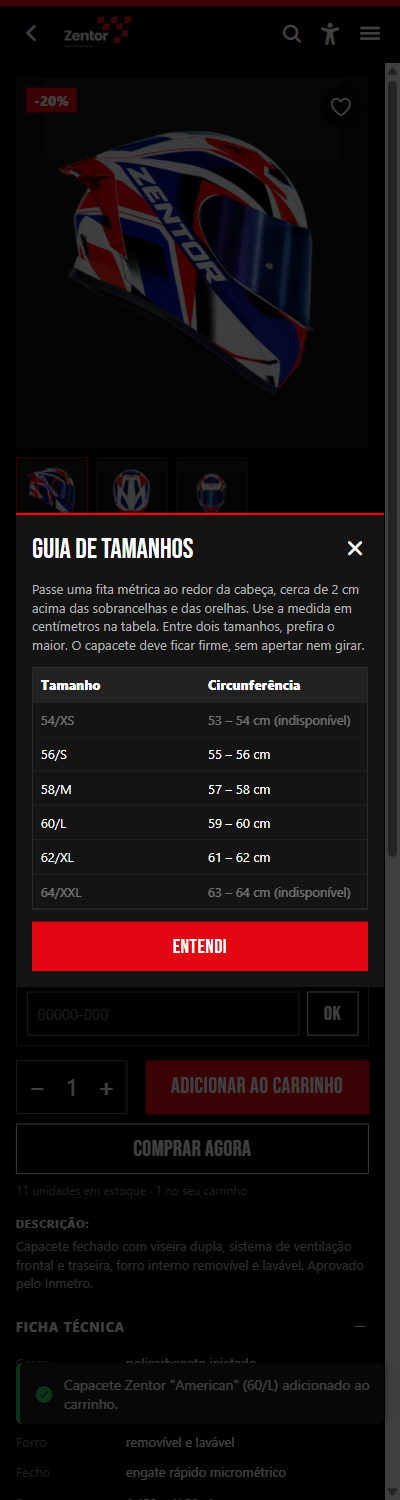 Zentor
-20%
ZENTOR
GUIA DE TAMANHOS
Passe uma fita métrica ao redor da cabeça, cerca de 2 cm
acima das sobrancelhas e das orelhas. Use a medida em
centímetros na tabela. Entre dois tamanhos, prefira o
maior. O capacete deve ficar firme, sem apertar nem girar.
Tamanho Circunferência
54/XS 53 – 54 cm (indisponível)
56/S 55 – 56 cm
58/M 57 – 58 cm
60/L 59 – 60 cm
62/XL 61 – 62 cm
64/XXL 63 – 64 cm (indisponível)
ENTENDI
00000-000 OK
− 1 + ADICIONAR AO CARRINHO
COMPRAR AGORA
11 unidades em estoque · 1 no seu carrinho
DESCRIÇÃO:
Capacete fechado com viseira dupla, sistema de ventilação
frontal e traseira, forro interno removível e lavável. Aprovado
pelo Inmetro.
FICHA TÉCNICA
Casco policarbonato injetado
Capacete Zentor "American" (60/L) adicionado ao
carrinho.
Forro removível e lavável
Fecho engate rápido micrométrico